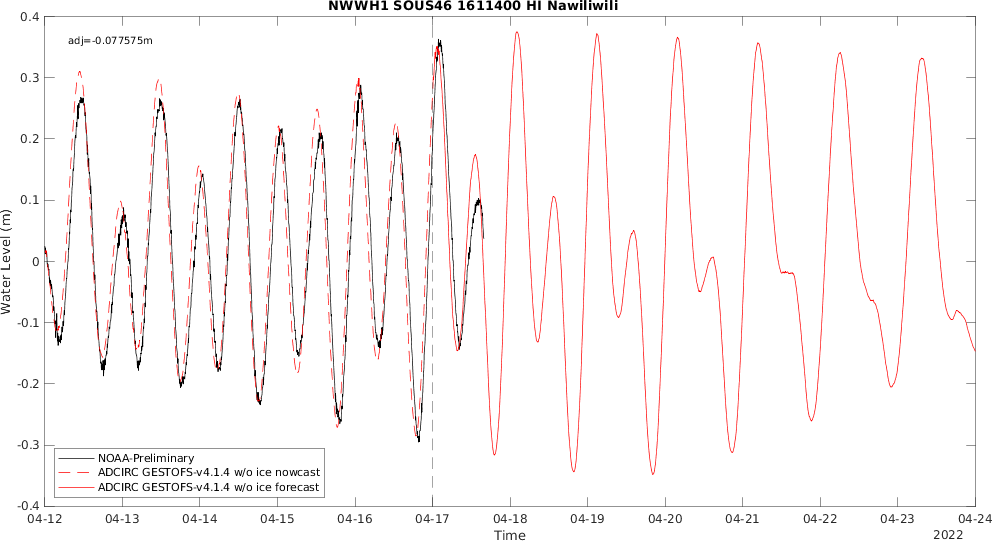 NWWH1 SOUS46 1611400 HI Nawiliwili
adj=-0.077575m
Water Level (m)
0.4
0.3
0.2
0.1
0
-0.1
-0.2
-0.3
-0.4
NOAA-Preliminary
ADCIRC GESTOFS-v4.1.4 w/o ice nowcast
ADCIRC GESTOFS-v4.1.4 w/o ice forecast
04-12 04-13 04-14 04-15 04-16 04-17 04-18 04-19 04-20 04-21 04-22 04-23 04-24
Time
2022